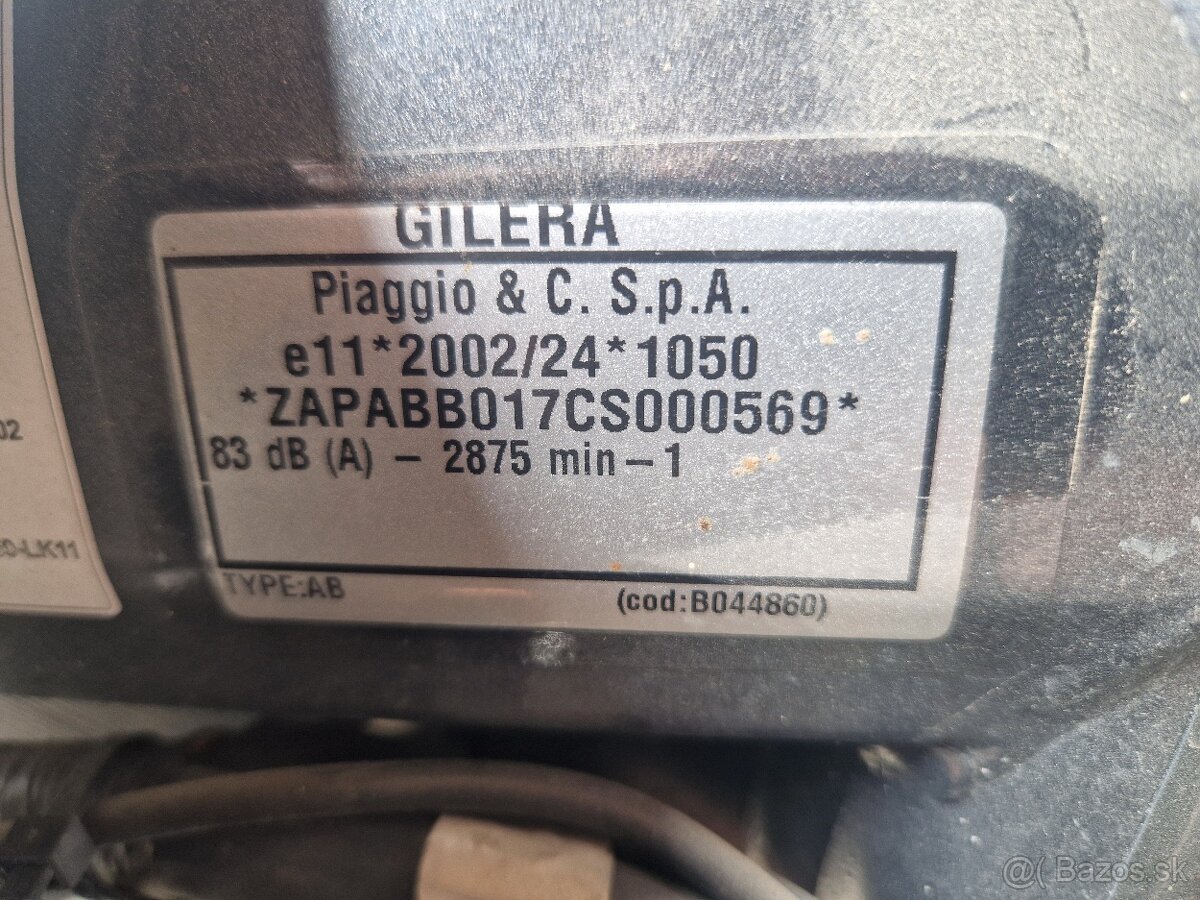 GILERA
Piaggio & C. S.p.A.
e11*2002/24*1050
*ZAPABB017CS000569*
83 dB (A) – 2875 min–1
TYPE:AB
(cod:B044860)
02
-LK11
@( Bazos.sk